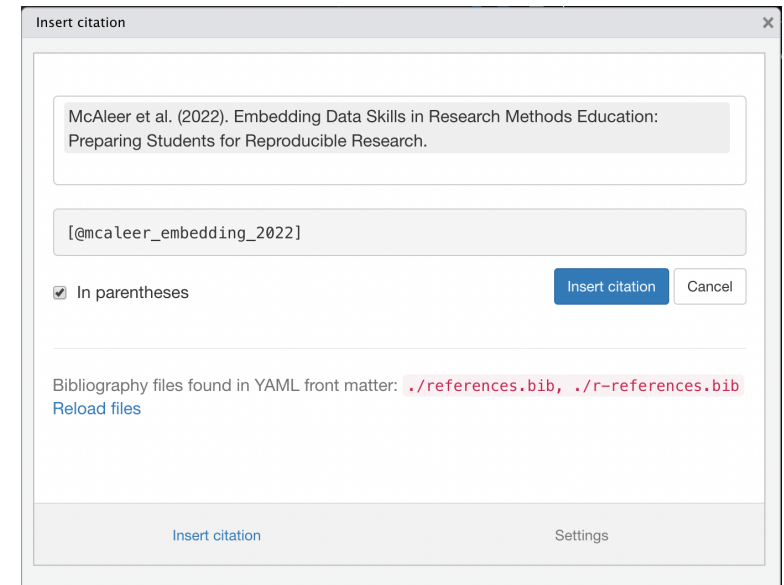 Insert citation
×
McAleer et al. (2022). Embedding Data Skills in Research Methods Education:
Preparing Students for Reproducible Research.
[@mcaleer_embedding_2022]
In parentheses
Insert citation
Cancel
Bibliography files found in YAML front matter: ./references.bib, ./r-references.bib
Reload files
Insert citation
Settings